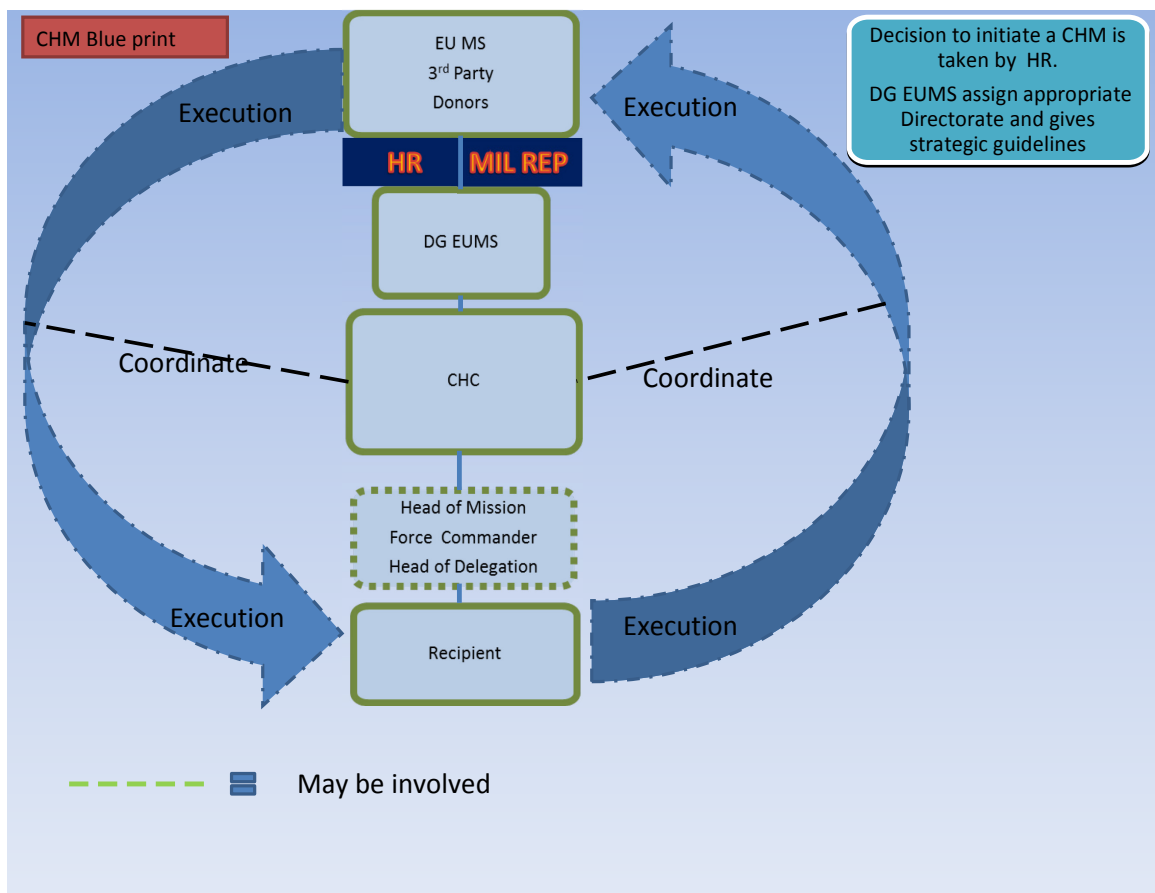 CHM Blue print
EU MS
3rd Party
Donors
Decision to initiate a CHM is
taken by HR.
DG EUMS assign appropriate
Directorate and gives
strategic guidelines
Execution
Execution
HR
MIL REP
DG EUMS
Coordinate
CHC
Coordinate
Head of Mission
Force Commander
Head of Delegation
Execution
Recipient
Execution
May be involved